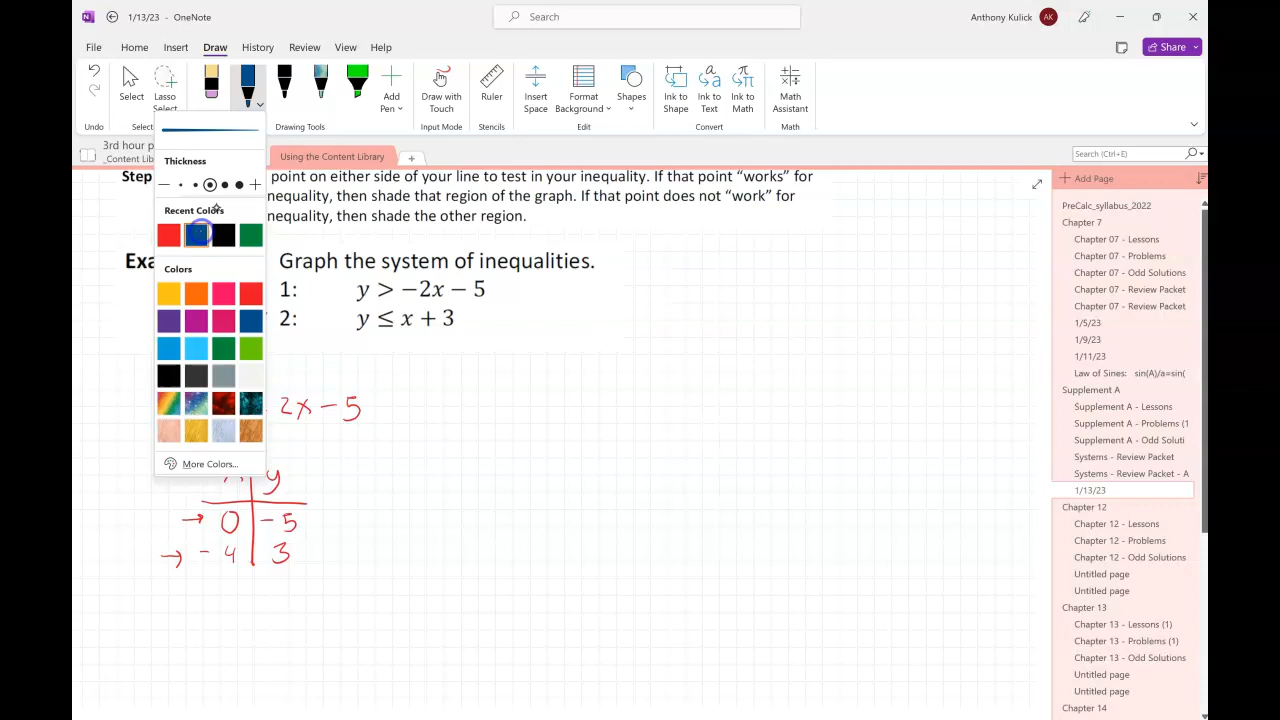 1/13/23 - OneNote
Search
Anthony Kulick AK
File Home Insert Draw History Review View Help
Share
Select
Lasso Select
Add Pen
Draw with Touch
Ruler
Insert Space
Format Background
Shapes
Ink to Shape
Ink to Text
Ink to Math
Math Assistant
Undo
Drawing Tools
Input Mode
Stencils
Edit
Convert
Math
3rd hour
Using the Content Library
Search (Ctrl+E)
Thickness
Recent Colors
Colors
More Colors...
Step point on either side of your line to test in your inequality. If that point “works” for
inequality, then shade that region of the graph. If that point does not “work” for
inequality, then shade the other region.
Graph the system of inequalities.
1: y > −2x − 5
2: y ≤ x + 3
2x − 5
y
→ 0 −5
→ −4 3
Add Page
PreCalc_syllabus_2022
Chapter 7
Chapter 07 - Lessons
Chapter 07 - Problems
Chapter 07 - Odd Solutions
Chapter 07 - Review Packet
Chapter 07 - Review Packet
1/5/23
1/9/23
1/11/23
Law of Sines: sin(A)/a=sin(
Supplement A
Supplement A - Lessons
Supplement A - Problems (1
Supplement A - Odd Soluti
Systems - Review Packet
Systems - Review Packet - A
1/13/23
Chapter 12
Chapter 12 - Lessons
Chapter 12 - Problems
Chapter 12 - Odd Solutions
Untitled page
Untitled page
Chapter 13
Chapter 13 - Lessons (1)
Chapter 13 - Problems (1)
Chapter 13 - Odd Solutions
Untitled page
Untitled page
Chapter 14